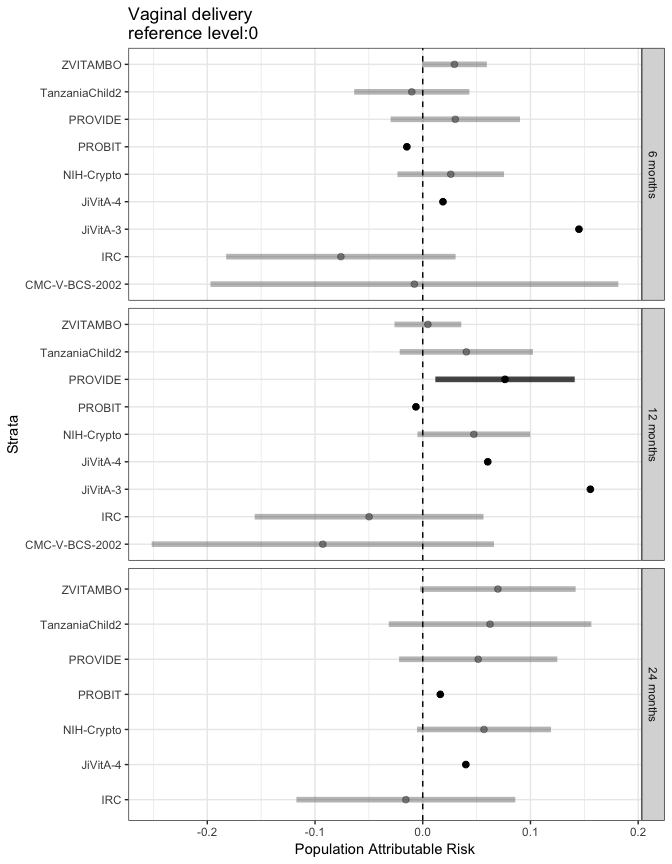 Vaginal delivery
reference level:0
ZVITAMBO
TanzaniaChild2
PROVIDE
PROBIT
NIH-Crypto
JiVitA-4
JiVitA-3
IRC
CMC-V-BCS-2002
6 months
ZVITAMBO
TanzaniaChild2
PROVIDE
PROBIT
NIH-Crypto
JiVitA-4
JiVitA-3
IRC
CMC-V-BCS-2002
12 months
Strata
ZVITAMBO
TanzaniaChild2
PROVIDE
PROBIT
NIH-Crypto
JiVitA-4
IRC
24 months
-0.2 -0.1 0.0 0.1 0.2
Population Attributable Risk